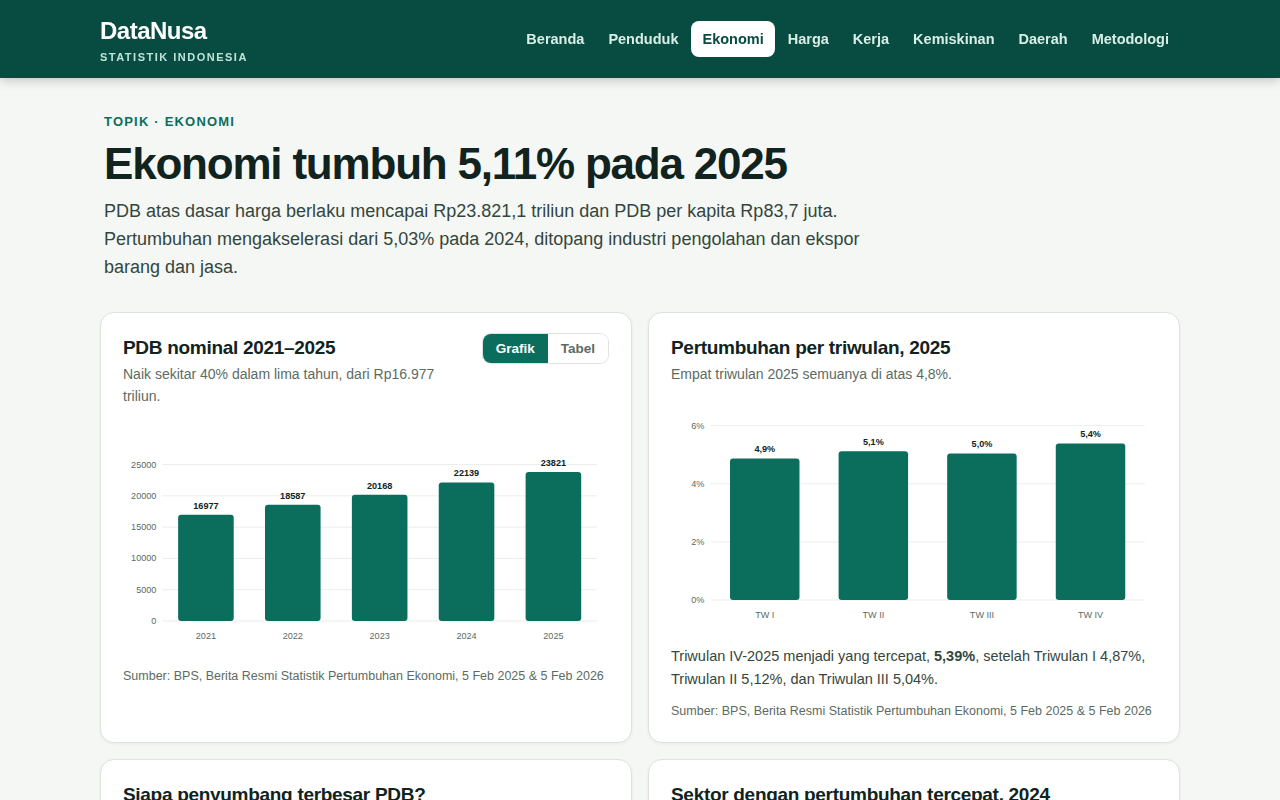 DataNusa
STATISTIK INDONESIA
Beranda Penduduk Ekonomi Harga Kerja Kemiskinan Daerah Metodologi
TOPIK · EKONOMI
Ekonomi tumbuh 5,11% pada 2025
PDB atas dasar harga berlaku mencapai Rp23.821,1 triliun dan PDB per kapita Rp83,7 juta.
Pertumbuhan mengakselerasi dari 5,03% pada 2024, ditopang industri pengolahan dan ekspor
barang dan jasa.
PDB nominal 2021–2025
Grafik Tabel
Naik sekitar 40% dalam lima tahun, dari Rp16.977
triliun.
25000
20000
15000
10000
5000
0
16977
18587
20168
22139
23821
2021 2022 2023 2024 2025
Sumber: BPS, Berita Resmi Statistik Pertumbuhan Ekonomi, 5 Feb 2025 & 5 Feb 2026
Pertumbuhan per triwulan, 2025
Empat triwulan 2025 semuanya di atas 4,8%.
6%
4%
2%
0%
4,9%
5,1%
5,0%
5,4%
TW I TW II TW III TW IV
Triwulan IV-2025 menjadi yang tercepat, 5,39%, setelah Triwulan I 4,87%,
Triwulan II 5,12%, dan Triwulan III 5,04%.
Sumber: BPS, Berita Resmi Statistik Pertumbuhan Ekonomi, 5 Feb 2025 & 5 Feb 2026
Siapa penyumbang terbesar PDB?
Sektor dengan pertumbuhan tercepat, 2024